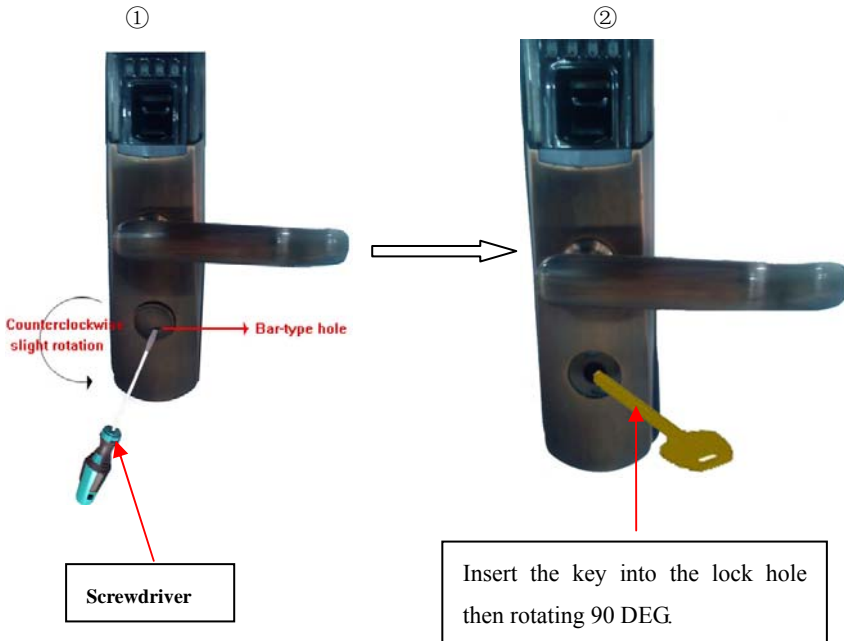 ①
②
Counterclockwise
slight rotation
Bar-type hole
Screwdriver
Insert the key into the lock hole
then rotating 90 DEG.